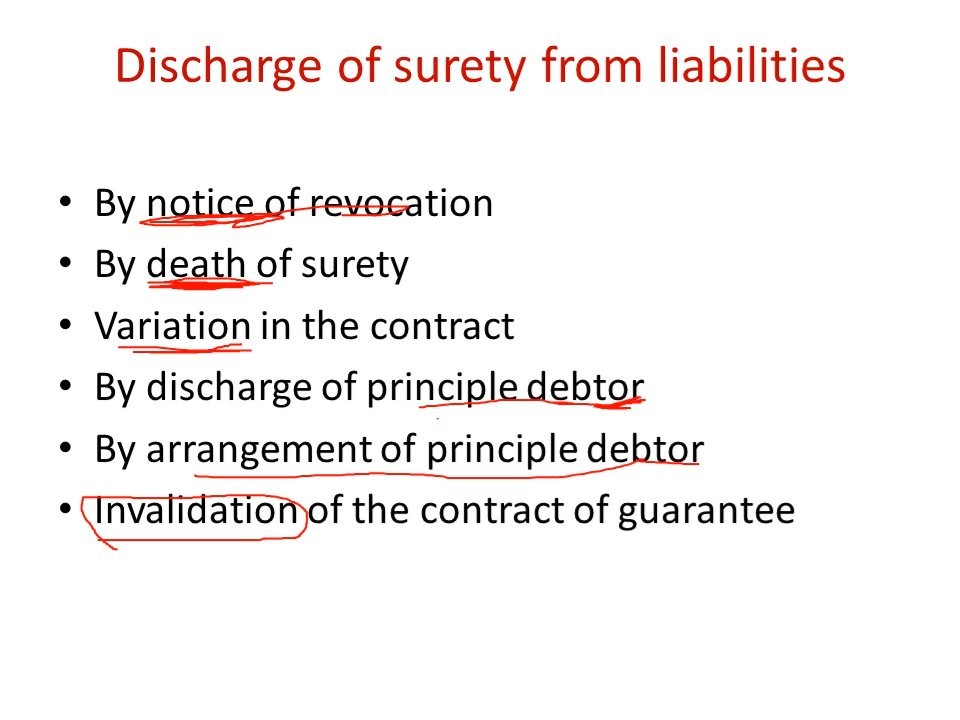 Discharge of surety from liabilities
• By notice of revocation
• By death of surety
• Variation in the contract
• By discharge of principle debtor
• By arrangement of principle debtor
• Invalidation of the contract of guarantee